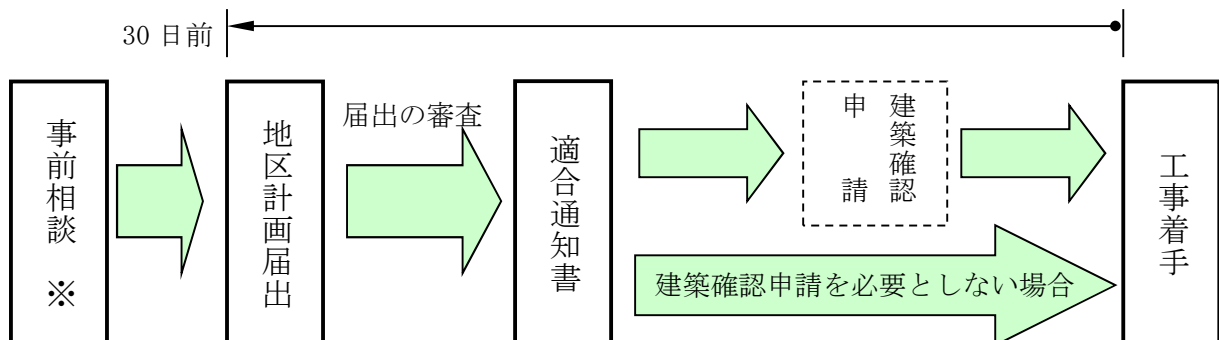 30 日前
事前相談　※
地区計画届出
届出の審査
適合通知書
建築確認
申　請
建築確認申請を必要としない場合
工事着手